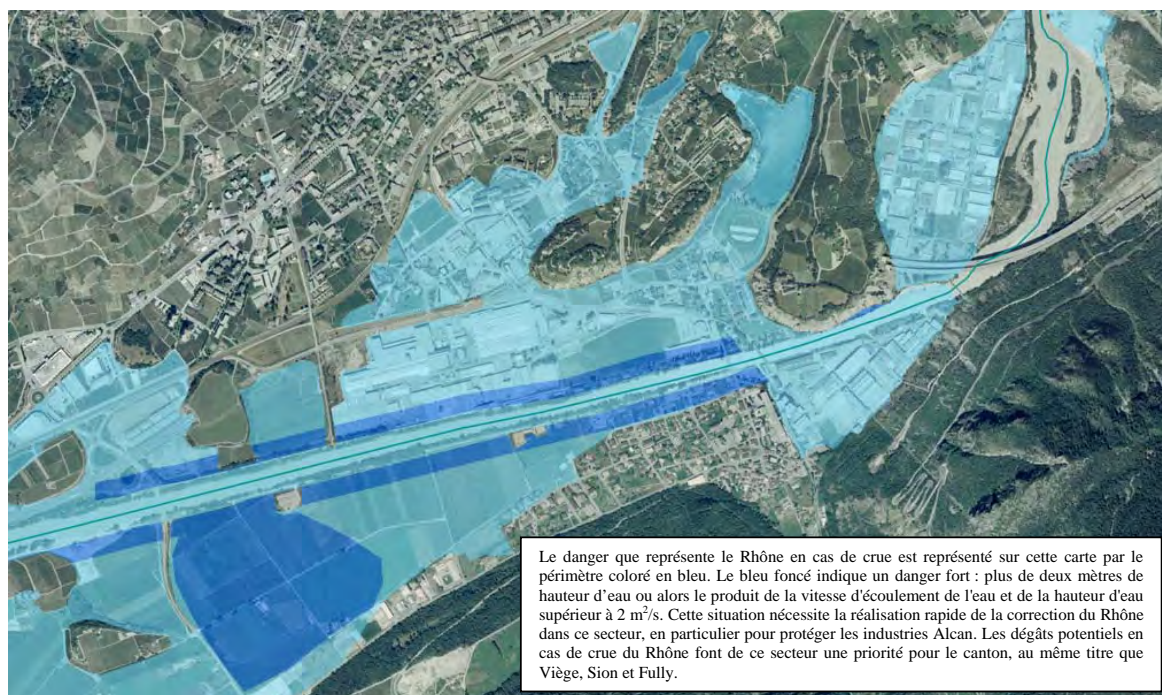 Le danger que représente le Rhône en cas de crue est représenté sur cette carte par le
périmètre coloré en bleu. Le bleu foncé indique un danger fort : plus de deux mètres de
hauteur d'eau ou alors le produit de la vitesse d'écoulement de l'eau et de la hauteur d'eau
supérieur à 2 m²/s. Cette situation nécessite la réalisation rapide de la correction du Rhône
dans ce secteur, en particulier pour protéger les industries Alcan. Les dégâts potentiels en
cas de crue du Rhône font de ce secteur une priorité pour le canton, au même titre que
Viège, Sion et Fully.